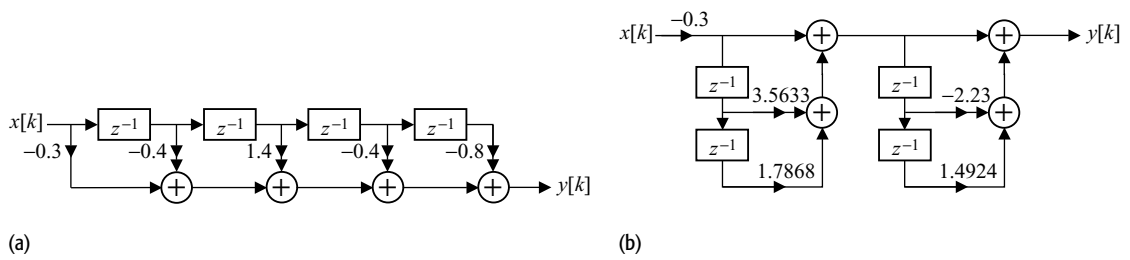 x[k]
z⁻¹
z⁻¹
z⁻¹
z⁻¹
−0.3
−0.4
1.4
−0.4
−0.8
+
+
+
+
y[k]
(a)
x[k]
−0.3
+
+
y[k]
z⁻¹
3.5633
+
z⁻¹
−2.23
+
z⁻¹
1.7868
z⁻¹
1.4924
(b)